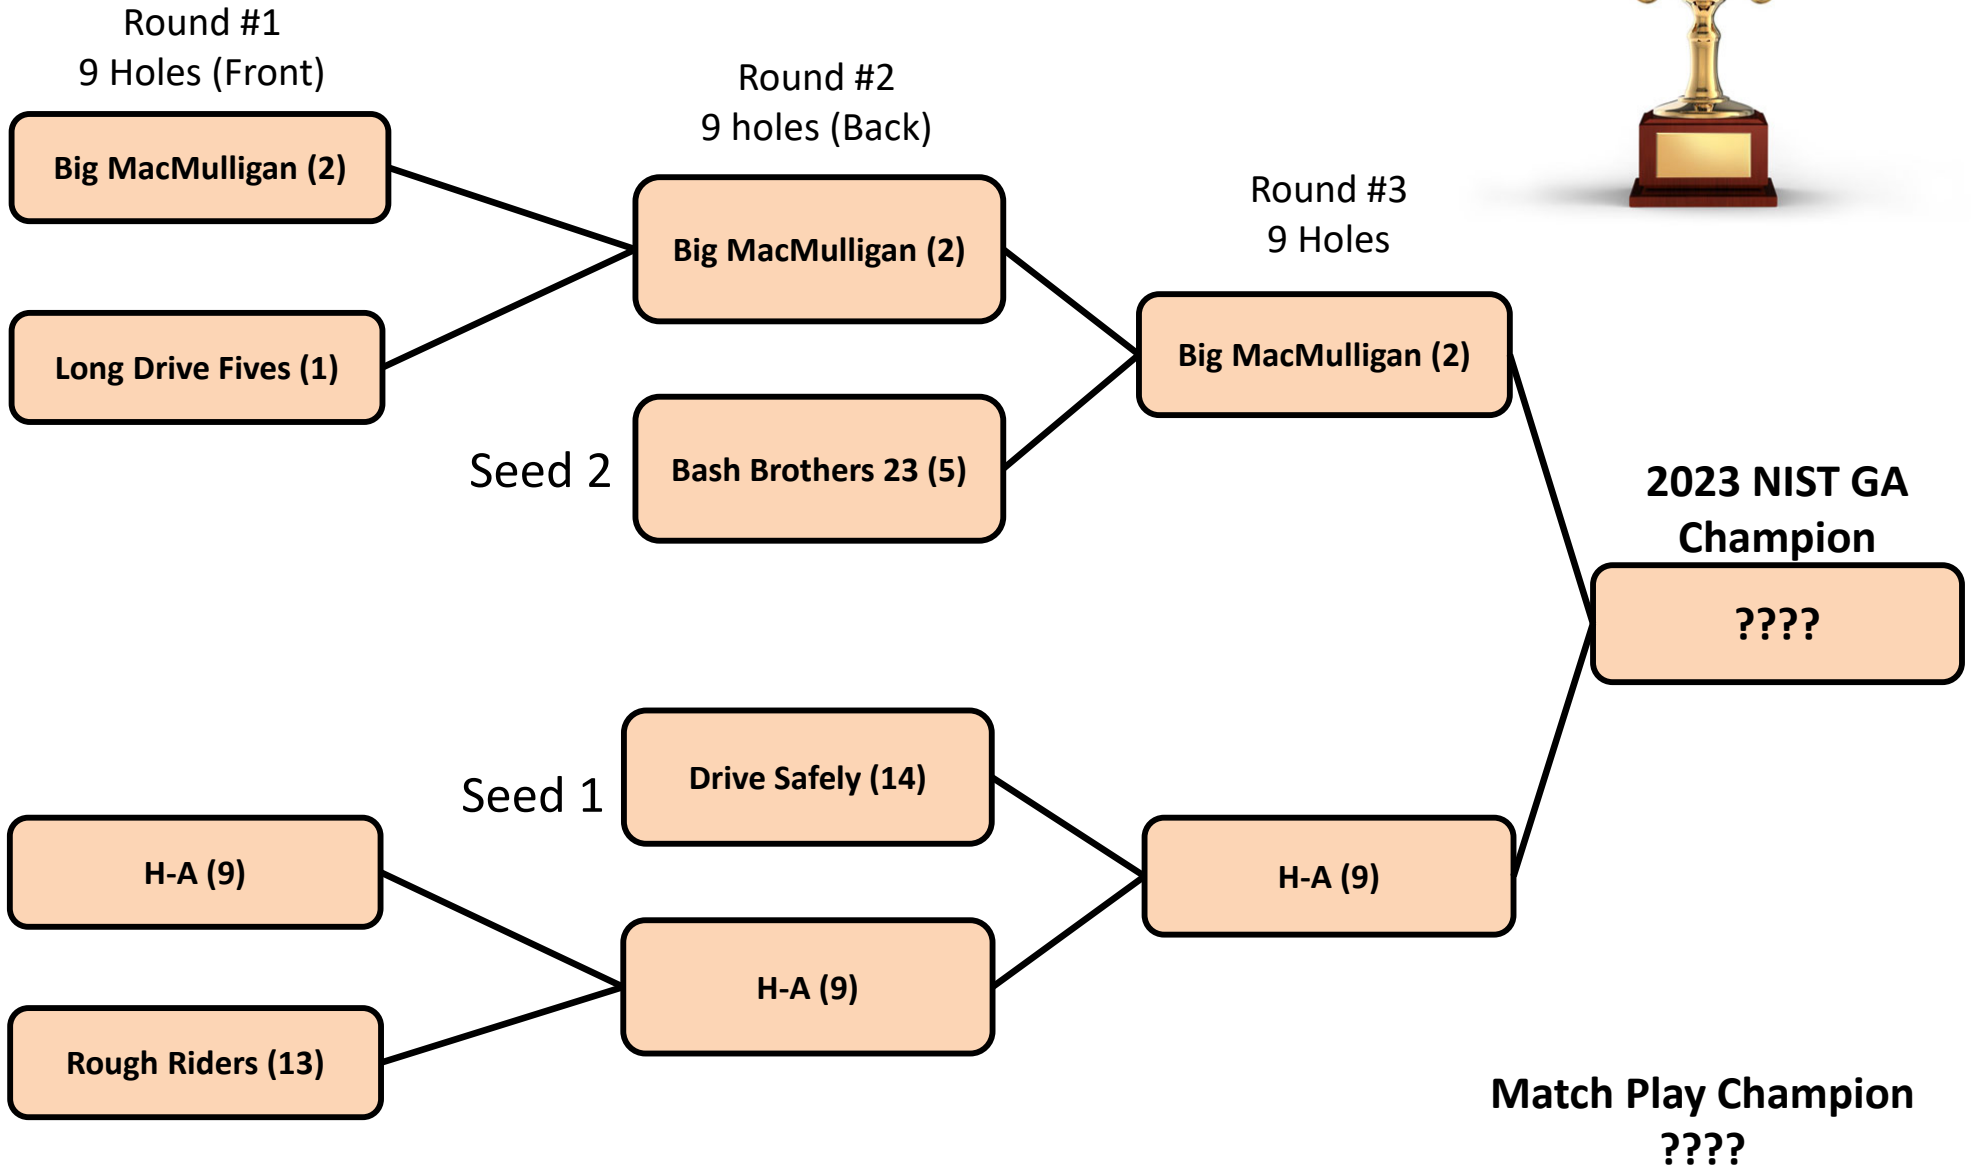 Round #1
9 Holes (Front)
Round #2
9 holes (Back)
Round #3
9 Holes
Big MacMulligan (2)
Long Drive Fives (1)
Big MacMulligan (2)
Seed 2
Bash Brothers 23 (5)
Big MacMulligan (2)
2023 NIST GA
Champion
????
Seed 1
Drive Safely (14)
H-A (9)
Rough Riders (13)
H-A (9)
H-A (9)
Match Play Champion
????